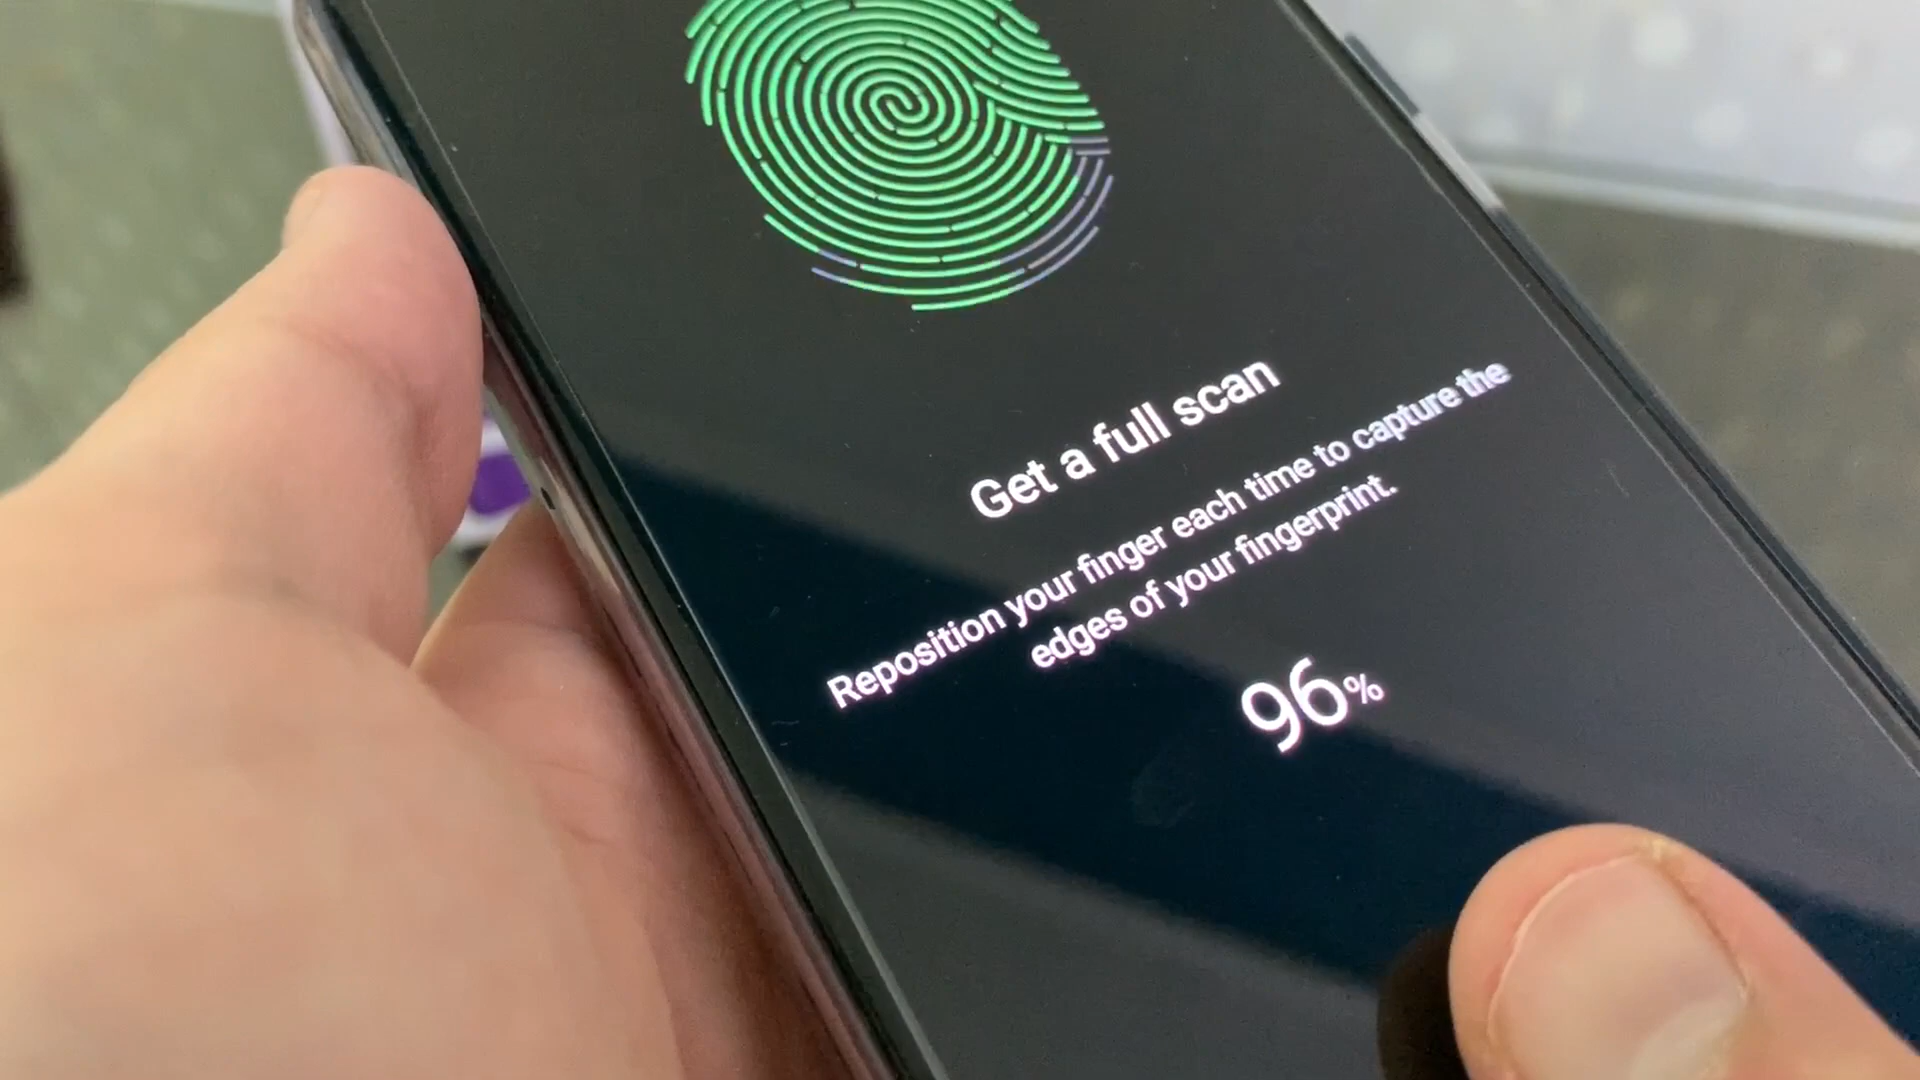 Get a full scan
Reposition your finger each time to capture the
edges of your fingerprint.
96%